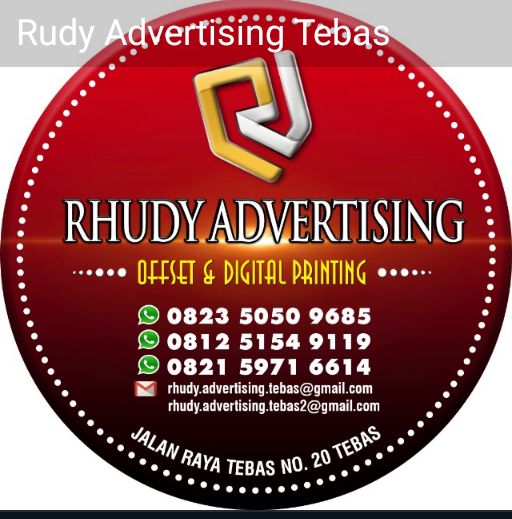 Rudy Advertising Tebas
RHUDY ADVERTISING
OFFSET & DIGITAL PRINTING
0823 5050 9685
0812 5154 9119
0821 5971 6614
rhudy.advertising.tebas@gmail.com
rhudy.advertising.tebas2@gmail.com
JALAN RAYA TEBAS NO. 20 TEBAS